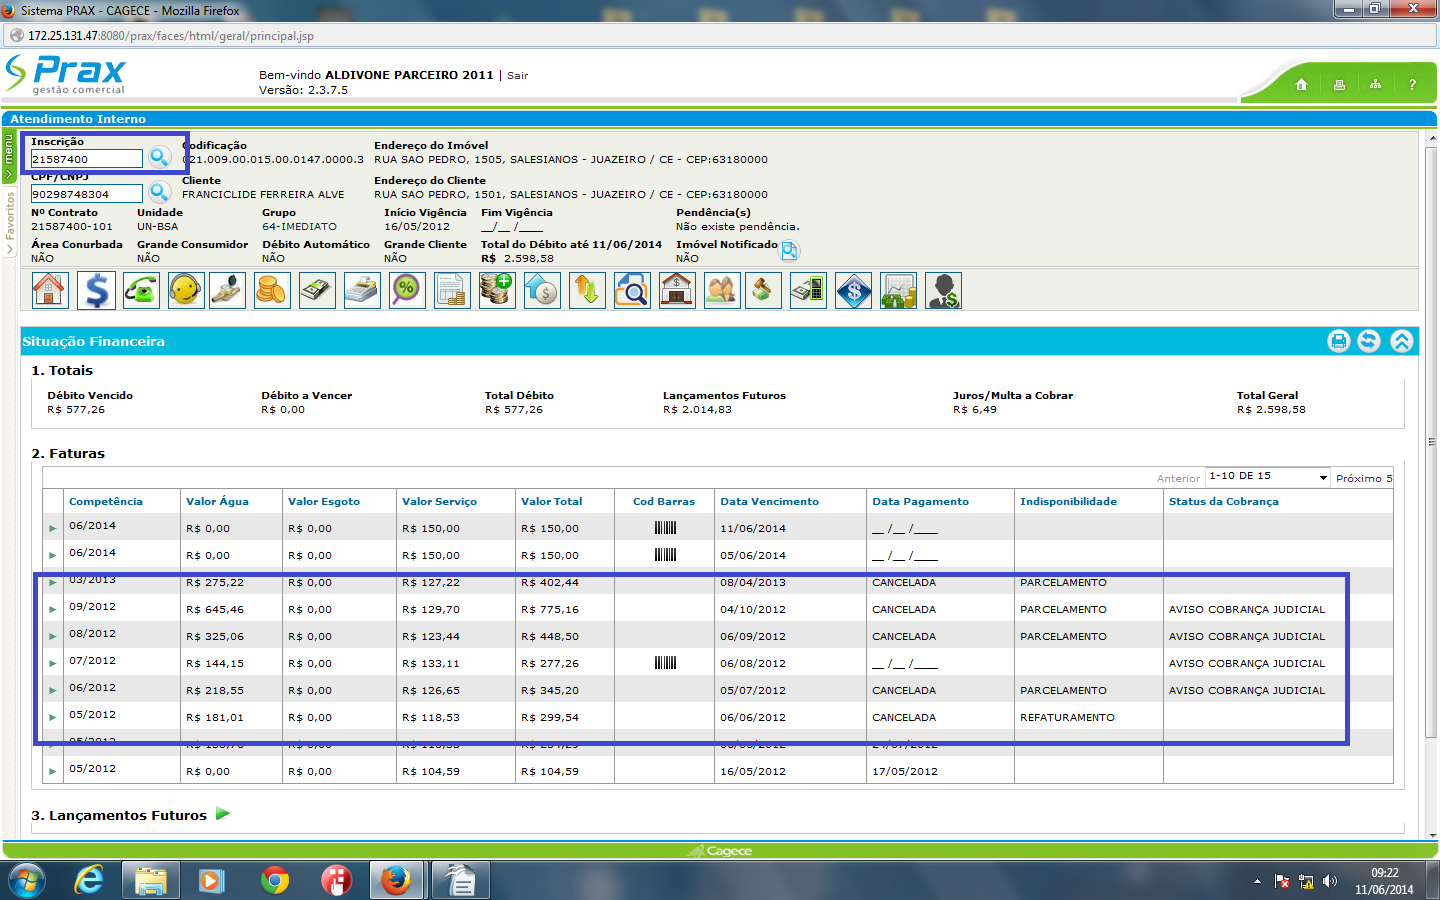 Sistema PRAX - CAGECE - Mozilla Firefox
172.25.131.47:8080/prax/faces/html/geral/principal.jsp
Prax
gestão comercial
Bem-vindo ALDIVONE PARCEIRO 2011 | Sair
Versão: 2.3.7.5
?
Atendimento Interno
menu
Favoritos
Inscrição Codificação Endereço do Imóvel
21587400 021.009.00.015.00.0147.0000.3 RUA SAO PEDRO, 1505, SALESIANOS - JUAZEIRO / CE - CEP:63180000
CPF/CNPJ Cliente Endereço do Cliente
90298748304 FRANCICLIDE FERREIRA ALVE RUA SAO PEDRO, 1501, SALESIANOS - JUAZEIRO / CE - CEP:63180000
Nº Contrato Unidade Grupo Início Vigência Fim Vigência Pendência(s)
21587400-101 UN-BSA 64-IMEDIATO 16/05/2012 __/__ /____ Não existe pendência.
Área Conurbada Grande Consumidor Débito Automático Grande Cliente Total do Débito até 11/06/2014 Imóvel Notificado
NÃO NÃO NÃO NÃO R$ 2.598,58 NÃO
Situação Financeira
1. Totais
Débito Vencido Débito a Vencer Total Débito Lançamentos Futuros Juros/Multa a Cobrar Total Geral
R$ 577,26 R$ 0,00 R$ 577,26 R$ 2.014,83 R$ 6,49 R$ 2.598,58
2. Faturas
Anterior 1-10 DE 15 Próximo 5
Competência Valor Água Valor Esgoto Valor Serviço Valor Total Cod Barras Data Vencimento Data Pagamento Indisponibilidade Status da Cobrança
06/2014 R$ 0,00 R$ 0,00 R$ 150,00 R$ 150,00 11/06/2014 __ /__ /____
06/2014 R$ 0,00 R$ 0,00 R$ 150,00 R$ 150,00 05/06/2014 __ /__ /____
03/2013 R$ 275,22 R$ 0,00 R$ 127,22 R$ 402,44 08/04/2013 CANCELADA PARCELAMENTO
09/2012 R$ 645,46 R$ 0,00 R$ 129,70 R$ 775,16 04/10/2012 CANCELADA PARCELAMENTO AVISO COBRANÇA JUDICIAL
08/2012 R$ 325,06 R$ 0,00 R$ 123,44 R$ 448,50 06/09/2012 CANCELADA PARCELAMENTO AVISO COBRANÇA JUDICIAL
07/2012 R$ 144,15 R$ 0,00 R$ 133,11 R$ 277,26 06/08/2012 __ /__ /____ AVISO COBRANÇA JUDICIAL
06/2012 R$ 218,55 R$ 0,00 R$ 126,65 R$ 345,20 05/07/2012 CANCELADA PARCELAMENTO AVISO COBRANÇA JUDICIAL
05/2012 R$ 181,01 R$ 0,00 R$ 118,53 R$ 299,54 06/06/2012 CANCELADA REFATURAMENTO
05/2012 R$ R$ 0,00 R$ R$
05/2012 R$ 0,00 R$ 0,00 R$ 104,59 R$ 104,59 16/05/2012 17/05/2012
3. Lançamentos Futuros
Cagece
09:22
11/06/2014